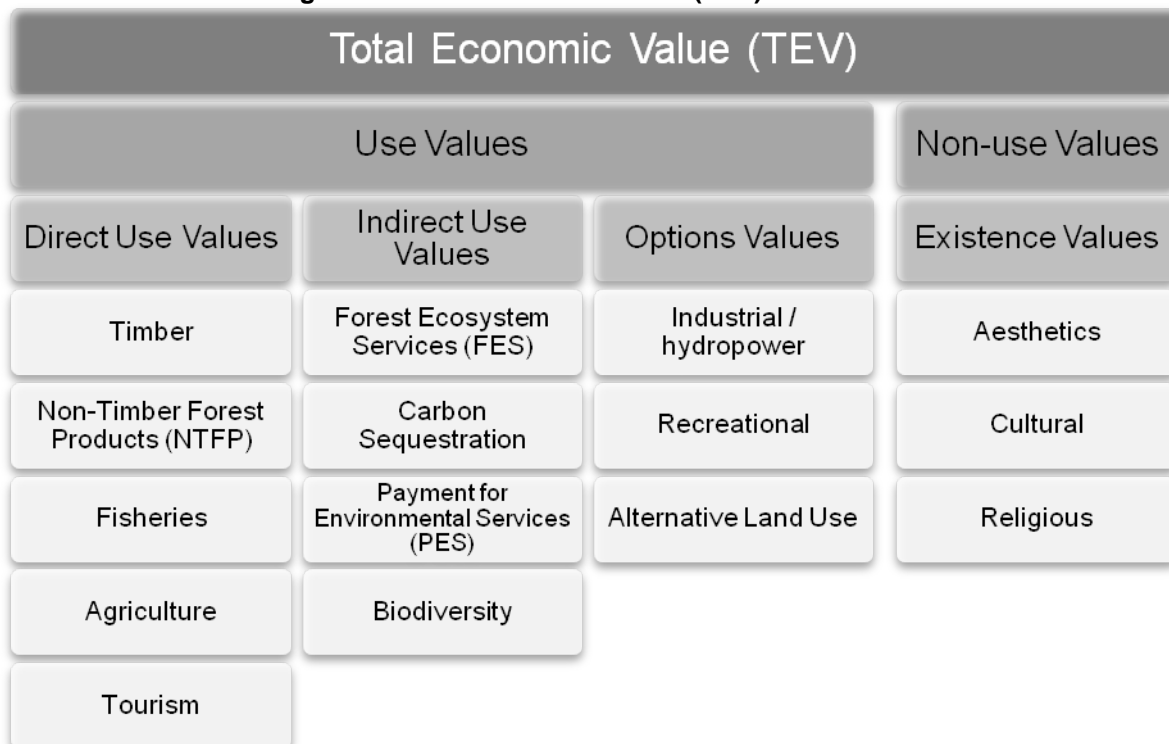 Total Economic Value (TEV)
Use Values
Non-use Values
Direct Use Values
Indirect Use
Values
Options Values
Existence Values
Timber
Forest Ecosystem
Services (FES)
Industrial /
hydropower
Aesthetics
Non-Timber Forest
Products (NTFP)
Carbon
Sequestration
Recreational
Cultural
Fisheries
Payment for
Environmental Services
(PES)
Alternative Land Use
Religious
Agriculture
Biodiversity
Tourism